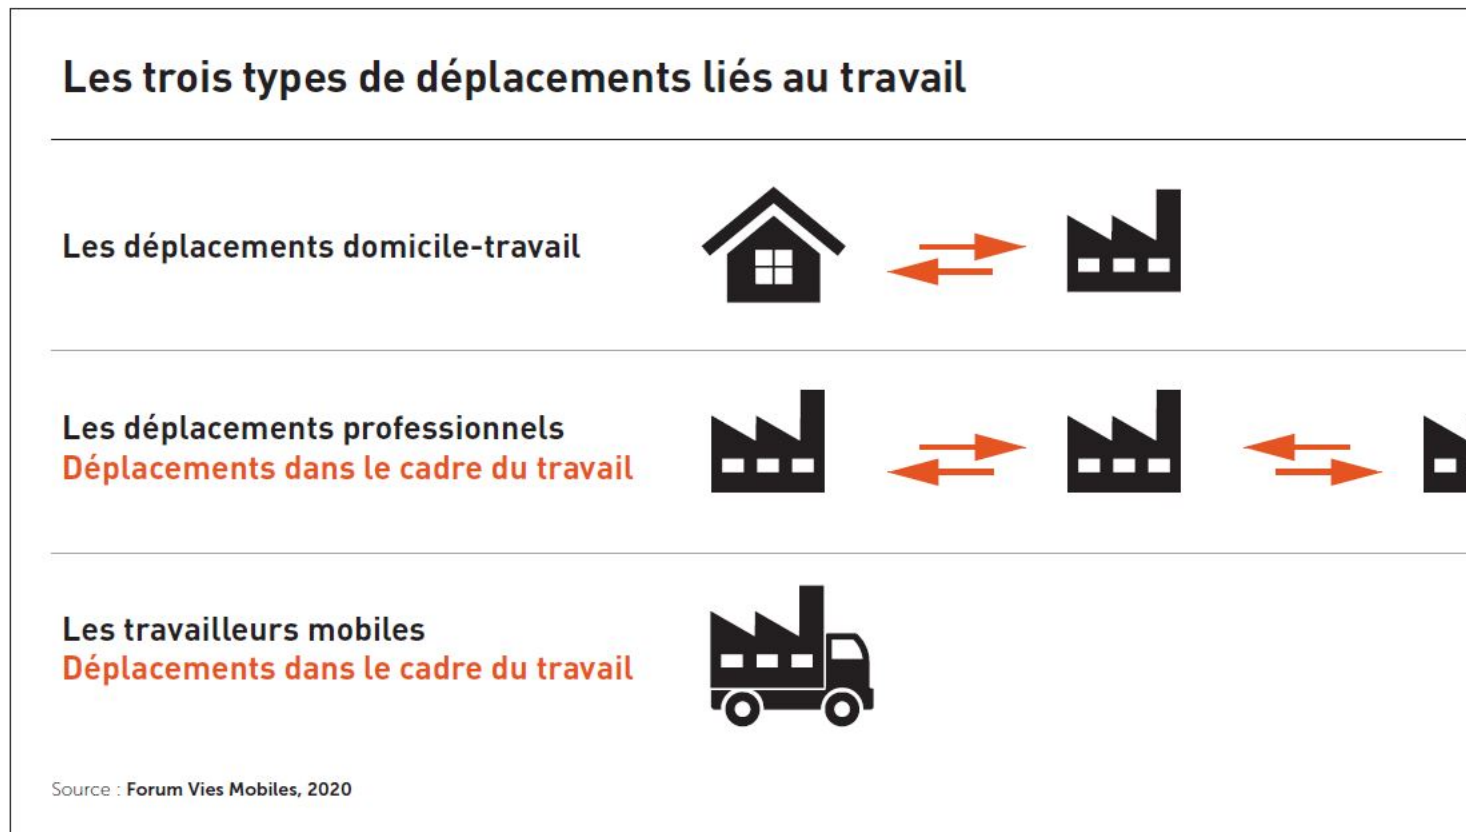 Les trois types de déplacements liés au travail
Les déplacements domicile-travail
Les déplacements professionnels
Déplacements dans le cadre du travail
Les travailleurs mobiles
Déplacements dans le cadre du travail
Source : Forum Vies Mobiles, 2020